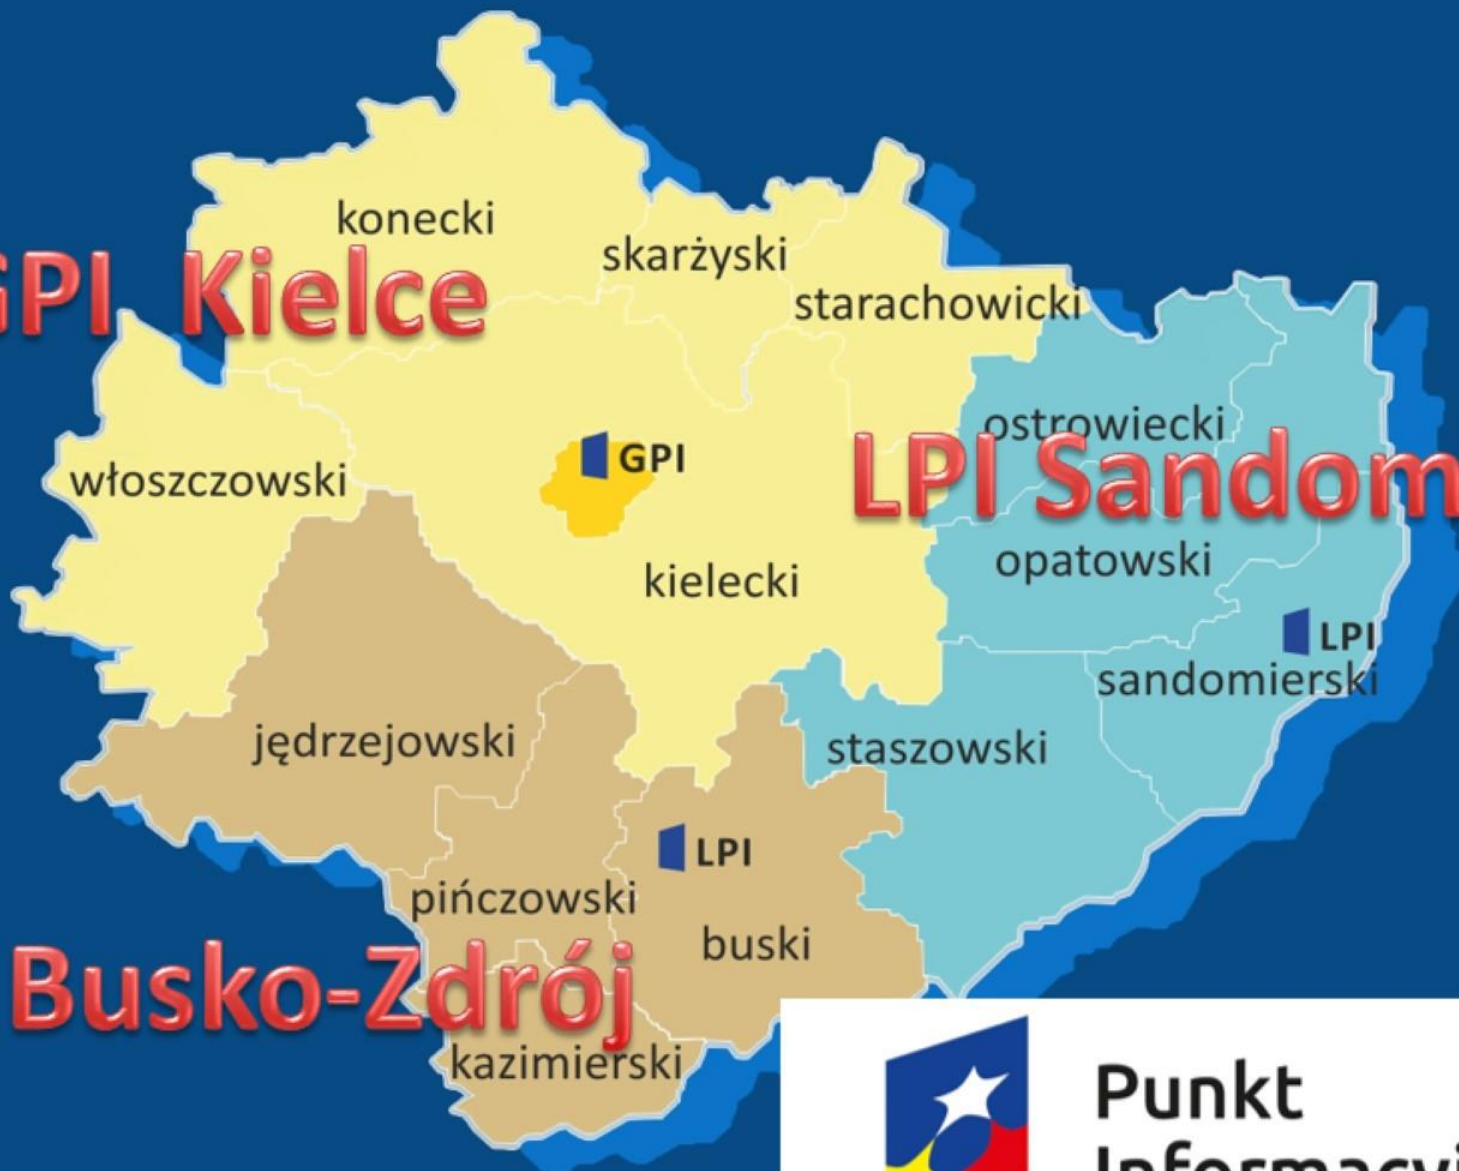 konecki
skarżyski
GPI Kielce
starachowicki
ostrowiecki
włoszczowski
GPI
LPI Sandom
opatowski
kielecki
LPI
sandomierski
jędrzejowski
staszowski
LPI
pińczowski
buski
Busko-Zdrój
kazimierski
Punkt